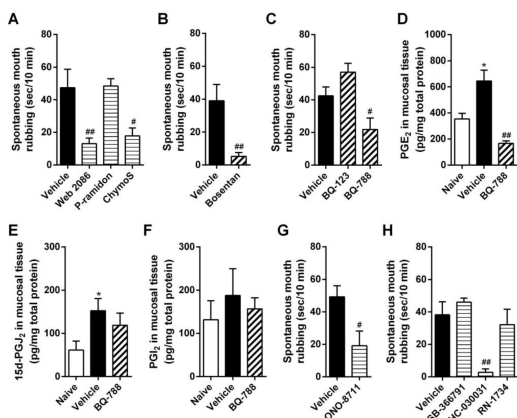 A
Spontaneous mouth
rubbing (sec/10 min)
80
60
40
20
0
##
#
Vehicle
Web 2086
P-ramidon
ChymoS
B
Spontaneous mouth
rubbing (sec/10 min)
80
60
40
20
0
##
Vehicle
Bosentan
C
Spontaneous mouth
rubbing (sec/10 min)
80
60
40
20
0
#
Vehicle
BQ-123
BQ-788
D
PGE2 in mucosal tissue
(pg/mg total protein)
1000
800
600
400
200
0
*
##
Naive
Vehicle
BQ-788
E
15d-PGJ2 in mucosal tissue
(pg/mg total protein)
300
200
100
0
*
Naive
Vehicle
BQ-788
F
PGI2 in mucosal tissue
(pg/mg total protein)
300
200
100
0
Naive
Vehicle
BQ-788
G
Spontaneous mouth
rubbing (sec/10 min)
80
60
40
20
0
#
Vehicle
ONO-8711
H
Spontaneous mouth
rubbing (sec/10 min)
80
60
40
20
0
##
Vehicle
SB-366791
-030031
RN-1734